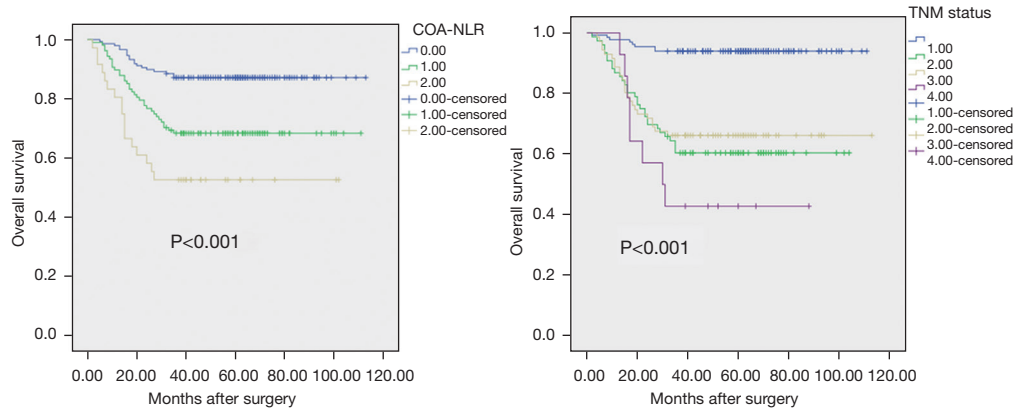 COA-NLR
0.00
1.00
2.00
0.00-censored
1.00-censored
2.00-censored
1.0
0.8
0.6
0.4
0.2
0.0
Overall survival
P<0.001
0.00 20.00 40.00 60.00 80.00 100.00 120.00
Months after surgery
TNM status
1.00
2.00
3.00
4.00
1.00-censored
2.00-censored
3.00-censored
4.00-censored
1.0
0.8
0.6
0.4
0.2
0.0
Overall survival
P<0.001
0.00 20.00 40.00 60.00 80.00 100.00 120.00
Months after surgery